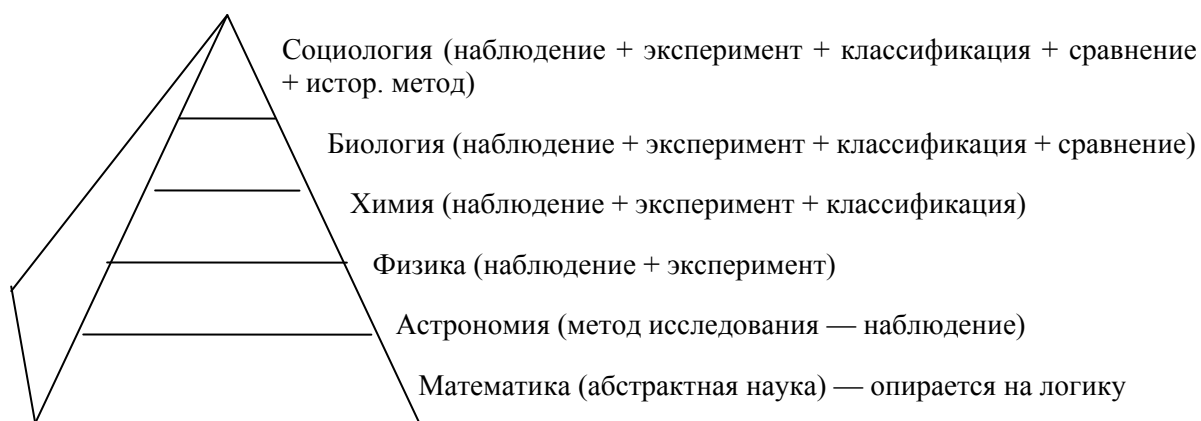 Социология (наблюдение + эксперимент + классификация + сравнение
+ истор. метод)
Биология (наблюдение + эксперимент + классификация + сравнение)
Химия (наблюдение + эксперимент + классификация)
Физика (наблюдение + эксперимент)
Астрономия (метод исследования — наблюдение)
Математика (абстрактная наука) — опирается на логику